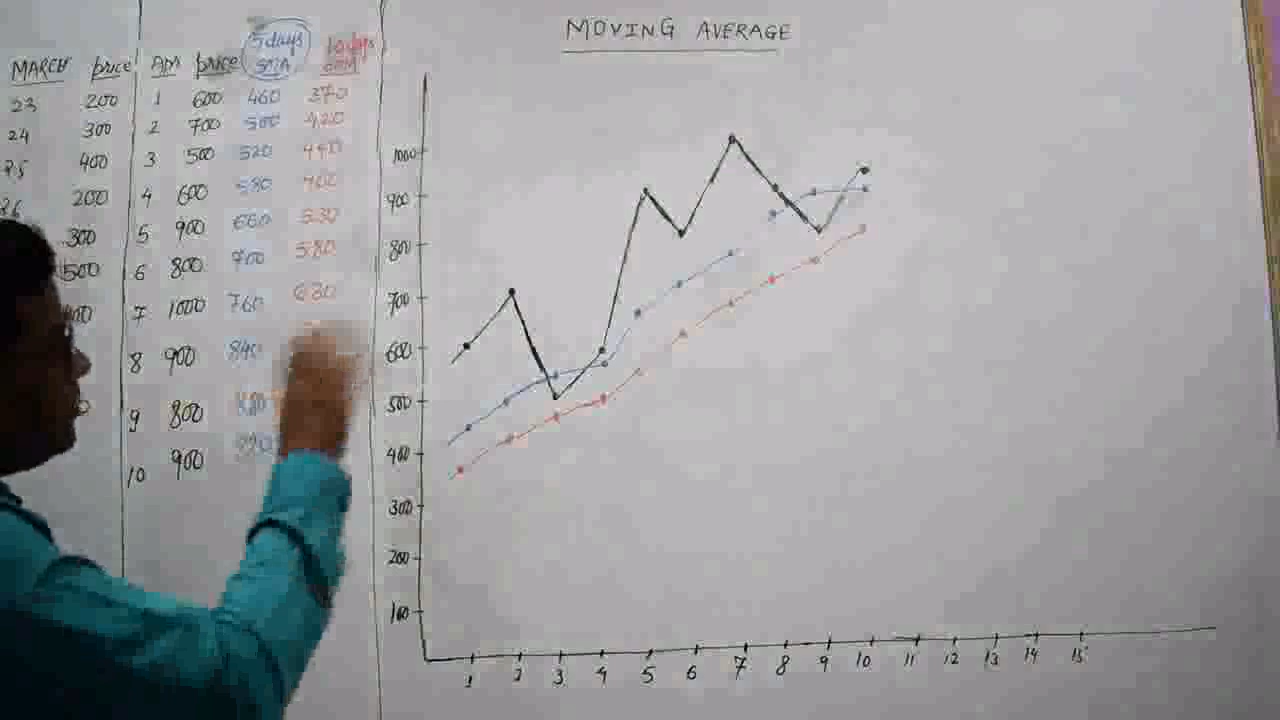 MOVING AVERAGE
5 days 10 days
MARCH price price SMA
23 200 1 600 460 370
24 300 2 700 500 420
25 400 3 500 520 440
26 200 4 600 580
300 5 900 660 530
500 6 800 700 580
7 1000 760 630
8 900 840
9 800 880
10 900
1000
900
800
700
600
500
400
300
200
100
1 2 3 4 5 6 7 8 9 10 11 12 13 14 15